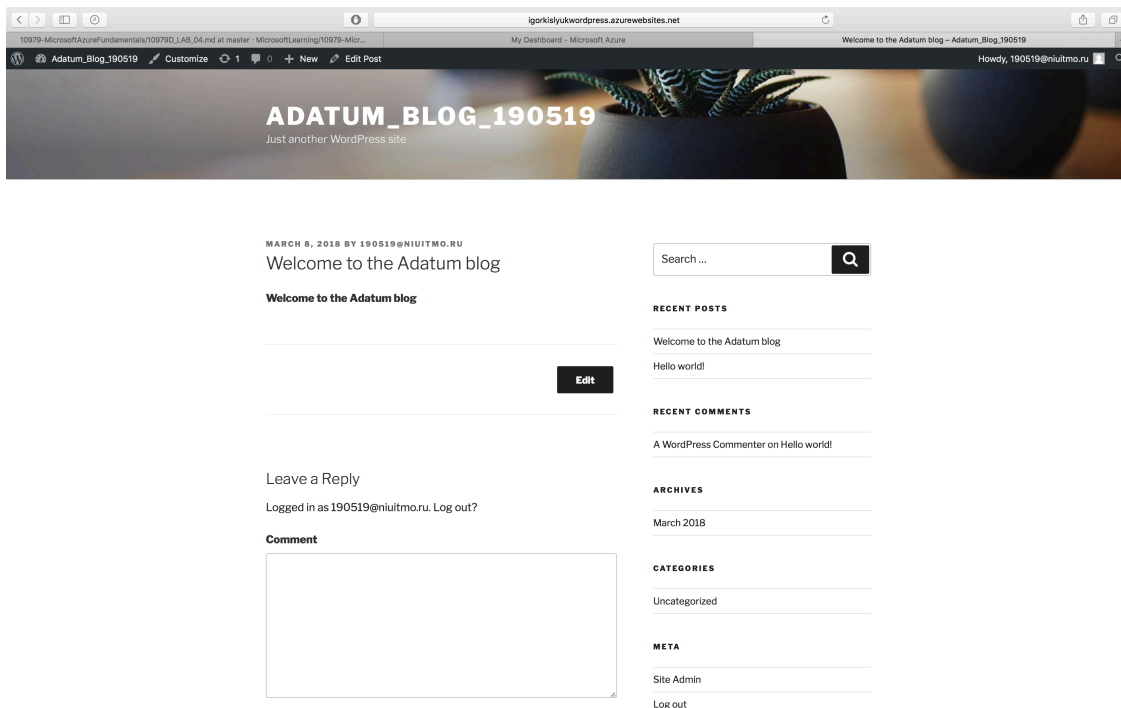 igorkislyukwordpress.azurewebsites.net
10979-MicrosoftAzureFundamentals/10979D_LAB_04.md at master · MicrosoftLearning/10979-Micr...
My Dashboard - Microsoft Azure
Welcome to the Adatum blog – Adatum_Blog_190519
Adatum_Blog_190519 Customize 1 0 New Edit Post
Howdy, 190519@niuitmo.ru
ADATUM_BLOG_190519
Just another WordPress site
MARCH 8, 2018 BY 190519@NIUITMO.RU
Welcome to the Adatum blog
Welcome to the Adatum blog
Edit
Leave a Reply
Logged in as 190519@niuitmo.ru. Log out?
Comment
Search ...
RECENT POSTS
Welcome to the Adatum blog
Hello world!
RECENT COMMENTS
A WordPress Commenter on Hello world!
ARCHIVES
March 2018
CATEGORIES
Uncategorized
META
Site Admin
Log out